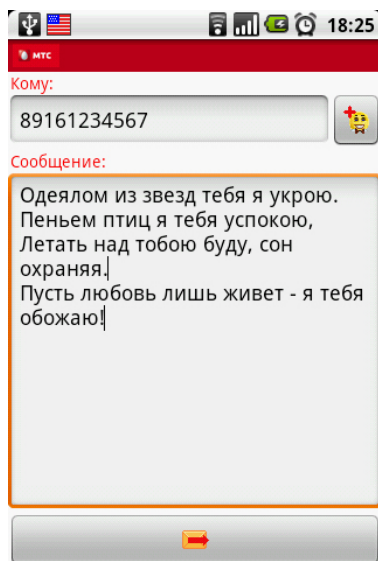 18:25
МТС
Кому:
89161234567
Сообщение:
Одеялом из звезд тебя я укрою.
Пеньем птиц я тебя успокою,
Летать над тобою буду, сон
охраняя.
Пусть любовь лишь живет - я тебя
обожаю!